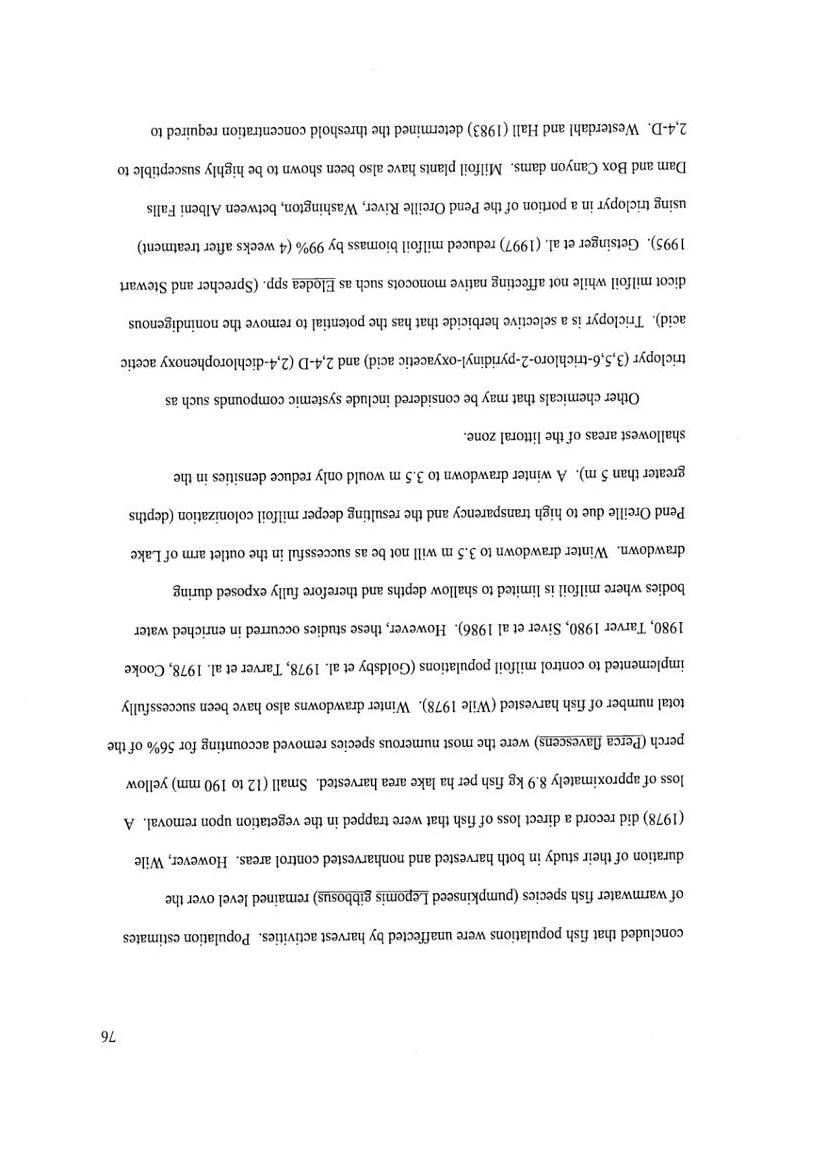 76
concluded that fish populations were unaffected by harvest activities. Population estimates
of warmwater fish species (pumpkinseed Lepomis gibbosus) remained level over the
duration of their study in both harvested and nonharvested control areas. However, Wile
(1978) did record a direct loss of fish that were trapped in the vegetation upon removal. A
loss of approximately 8.9 kg fish per ha lake area harvested. Small (12 to 190 mm) yellow
perch (Perca flavescens) were the most numerous species removed accounting for 56% of the
total number of fish harvested (Wile 1978). Winter drawdowns also have been successfully
implemented to control milfoil populations (Goldsby et al. 1978, Tarver et al. 1978, Cooke
1980, Tarver 1980, Siver et al 1986). However, these studies occurred in enriched water
bodies where milfoil is limited to shallow depths and therefore fully exposed during
drawdown. Winter drawdown to 3.5 m will not be as successful in the outlet arm of Lake
Pend Oreille due to high transparency and the resulting deeper milfoil colonization (depths
greater than 5 m). A winter drawdown to 3.5 m would only reduce densities in the
shallowest areas of the littoral zone.
Other chemicals that may be considered include systemic compounds such as
triclopyr (3,5,6-trichloro-2-pyridinyl-oxyacetic acid) and 2,4-D (2,4-dichlorophenoxy acetic
acid). Triclopyr is a selective herbicide that has the potential to remove the nonindigenous
dicot milfoil while not affecting native monocots such as Elodea spp. (Sprecher and Stewart
1995). Getsinger et al. (1997) reduced milfoil biomass by 99% (4 weeks after treatment)
using triclopyr in a portion of the Pend Oreille River, Washington, between Albeni Falls
Dam and Box Canyon dams. Milfoil plants have also been shown to be highly susceptible to
2,4-D. Westerdahl and Hall (1983) determined the threshold concentration required to